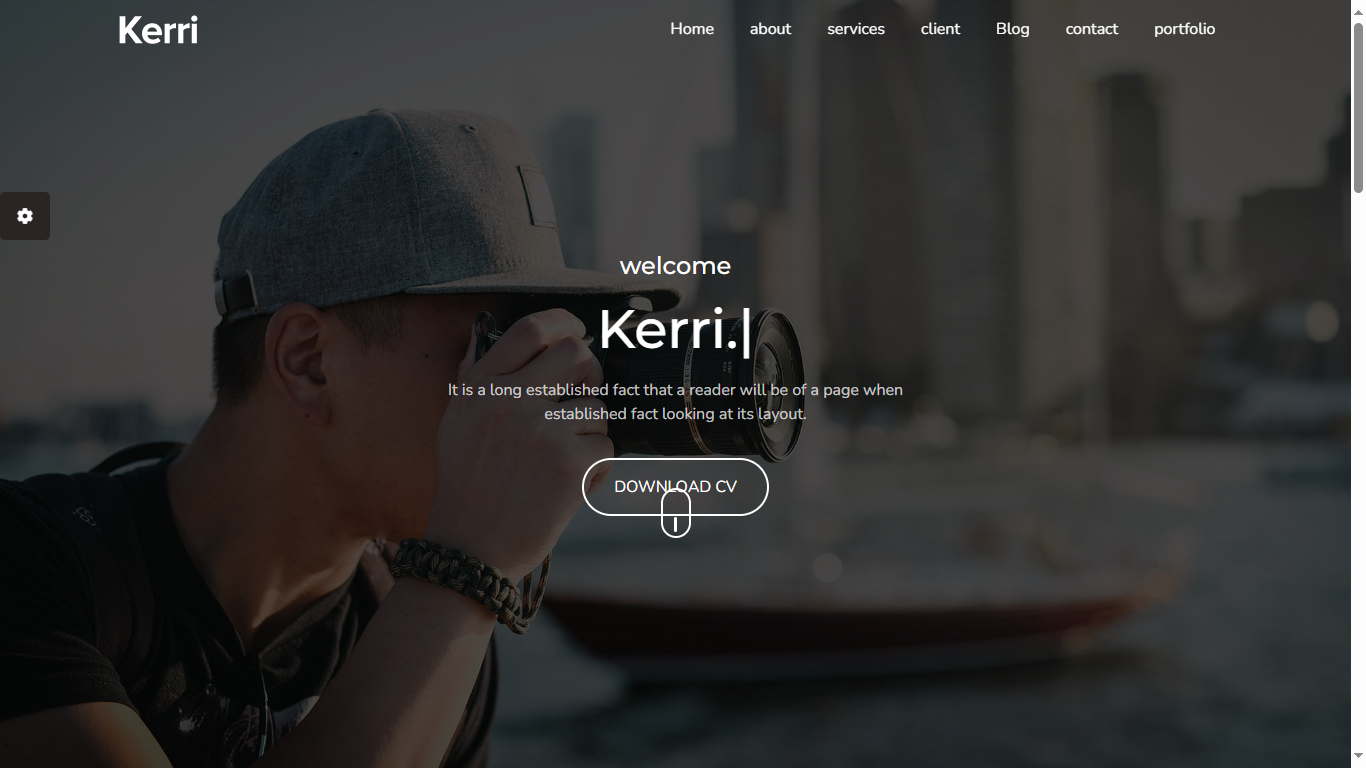 Kerri
Home about services client Blog contact portfolio
welcome
Kerri.|
It is a long established fact that a reader will be of a page when
established fact looking at its layout.
DOWNLOAD CV